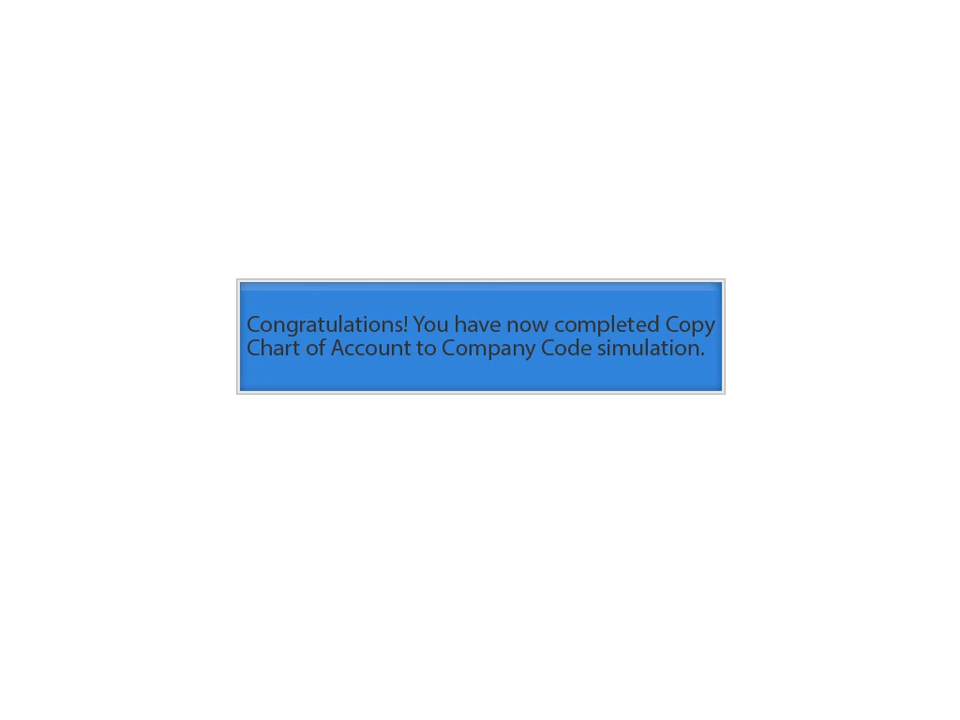 Congratulations! You have now completed Copy
Chart of Account to Company Code simulation.